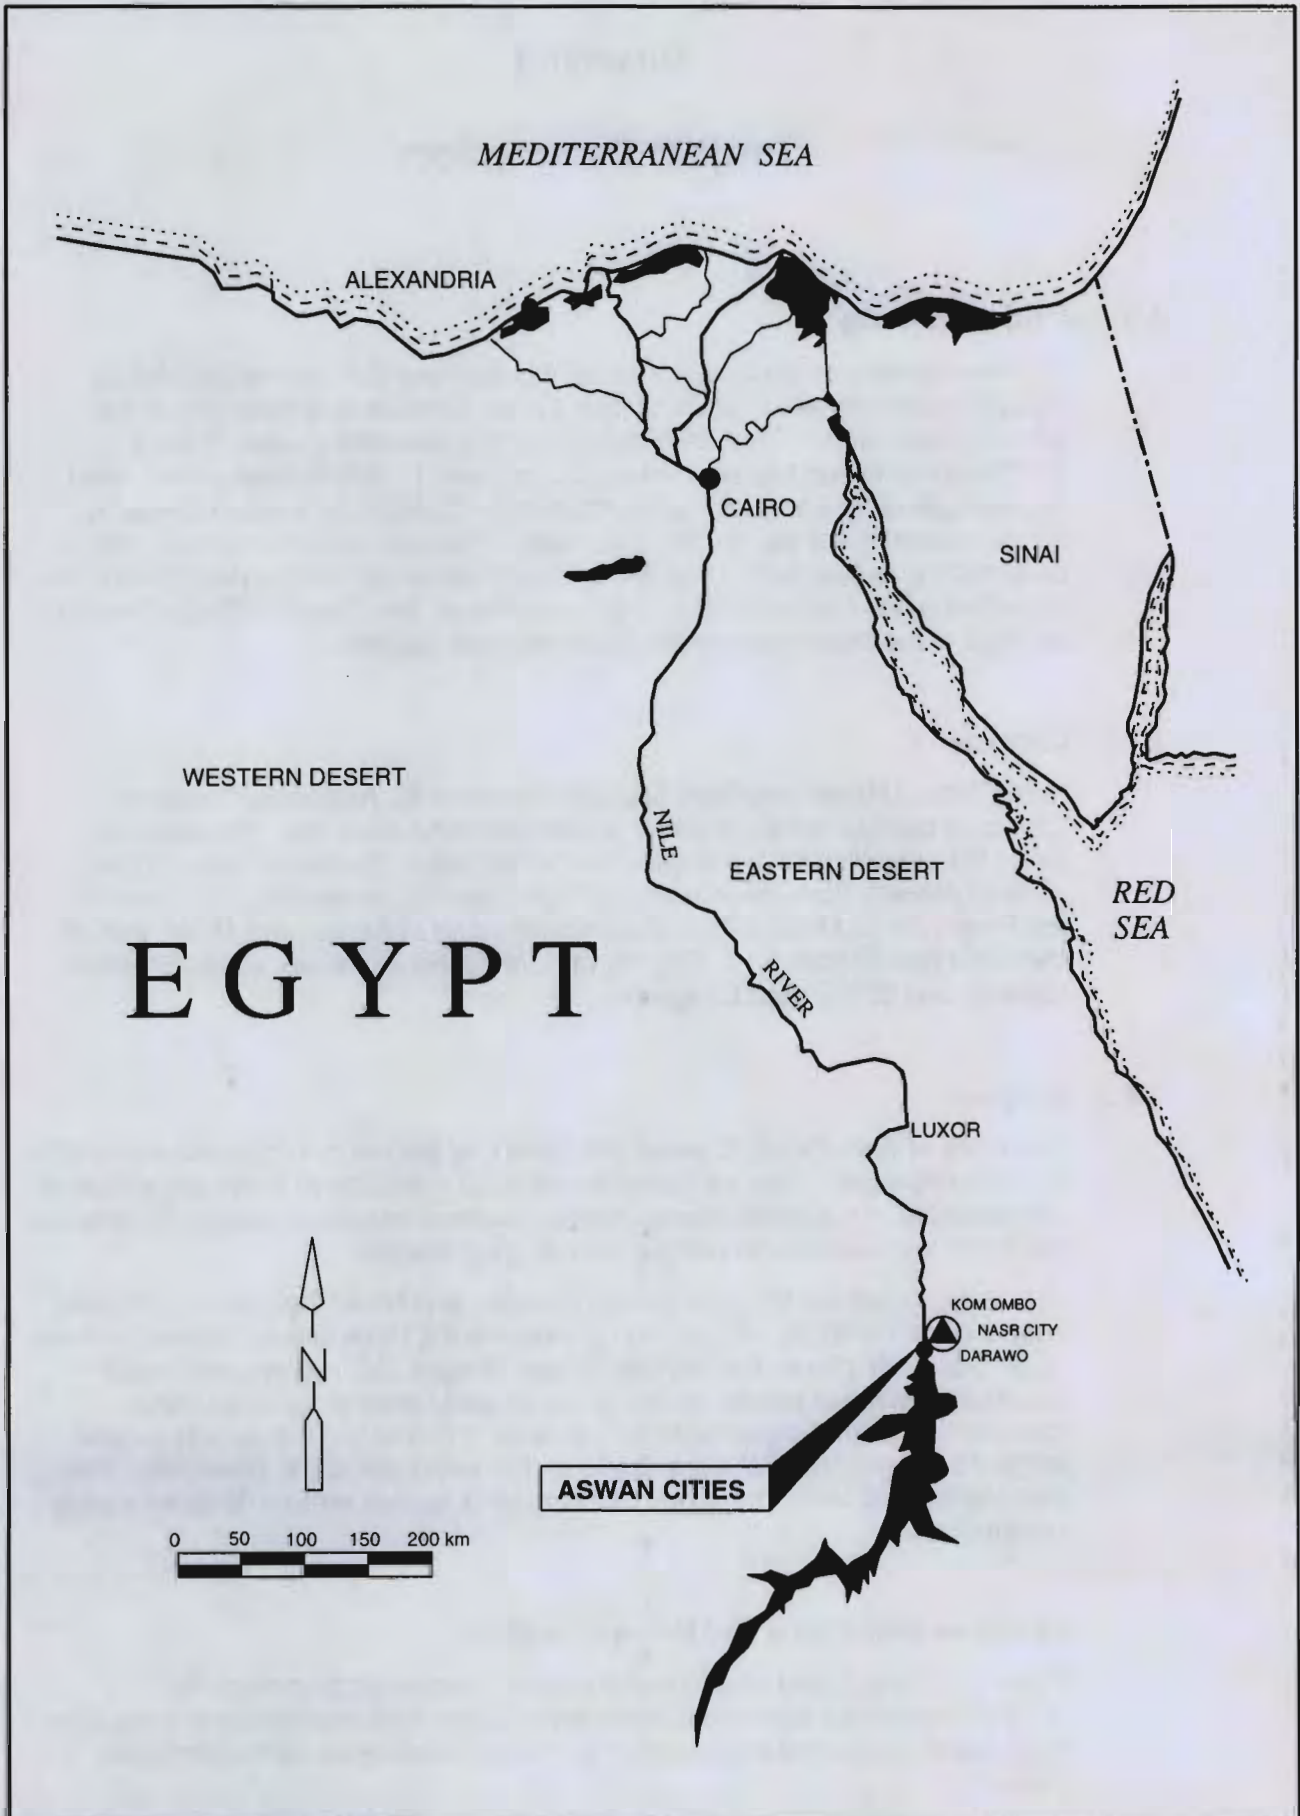 MEDITERRANEAN SEA
ALEXANDRIA
CAIRO
SINAI
WESTERN DESERT
NILE
EASTERN DESERT
RED
SEA
EGYPT
RIVER
LUXOR
KOM OMBO
NASR CITY
DARAWO
N
ASWAN CITIES
0 50 100 150 200 km